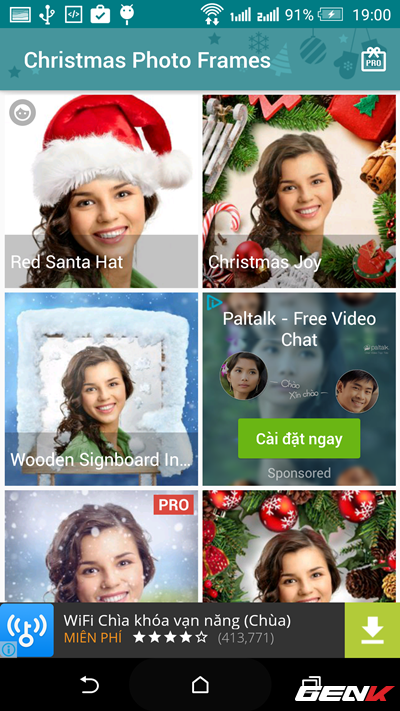 91% 19:00
Christmas Photo Frames
PRO
Red Santa Hat
Christmas Joy
Paltalk - Free Video
Chat
paltalk
Chào
Xin chào
Cài đặt ngay
Sponsored
Wooden Signboard In...
PRO
WiFi Chìa khóa vạn năng (Chùa)
MIỄN PHÍ (413,771)
GENK